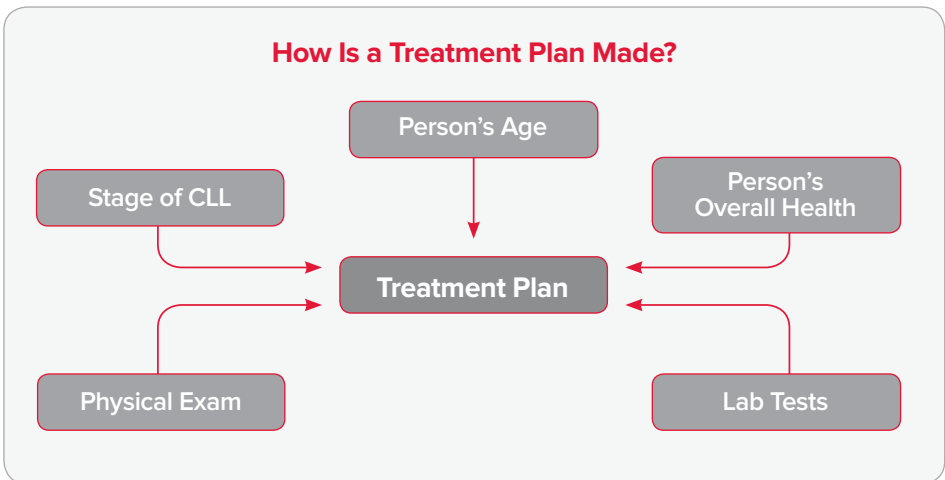 How Is a Treatment Plan Made?
Person’s Age
Stage of CLL
Person’s
Overall Health
Treatment Plan
Physical Exam
Lab Tests